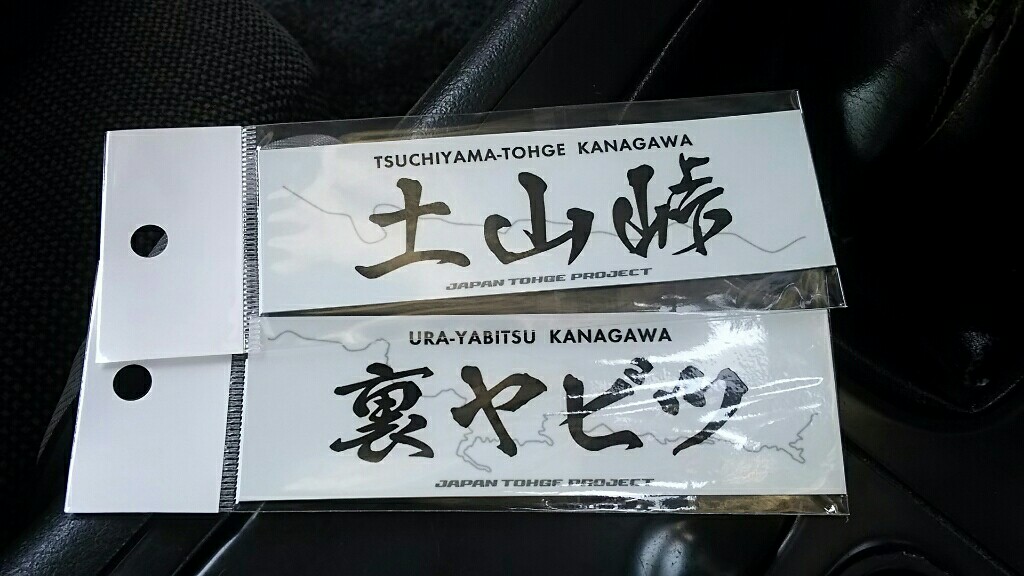 TSUCHIYAMA-TOHGE KANAGAWA
土山峠
JAPAN TOHGE PROJECT
URA-YABITSU KANAGAWA
裏ヤビツ
JAPAN TOHGE PROJECT